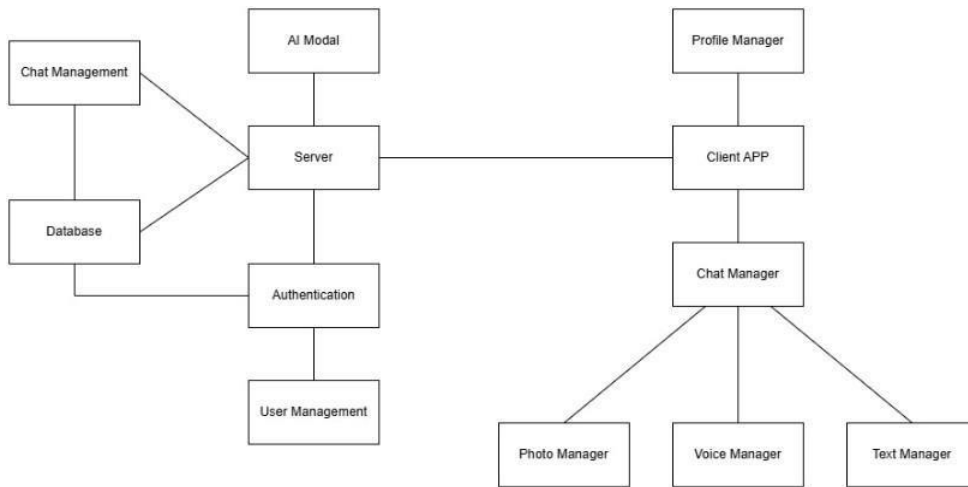 AI Modal
Profile Manager
Chat Management
Server
Client APP
Database
Chat Manager
Authentication
User Management
Photo Manager
Voice Manager
Text Manager